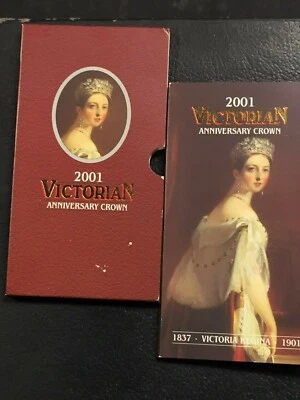 2001
VICTORIAN
ANNIVERSARY CROWN
2001
VICTORIAN
ANNIVERSARY CROWN
1837 · VICTORIA REGINA · 1901